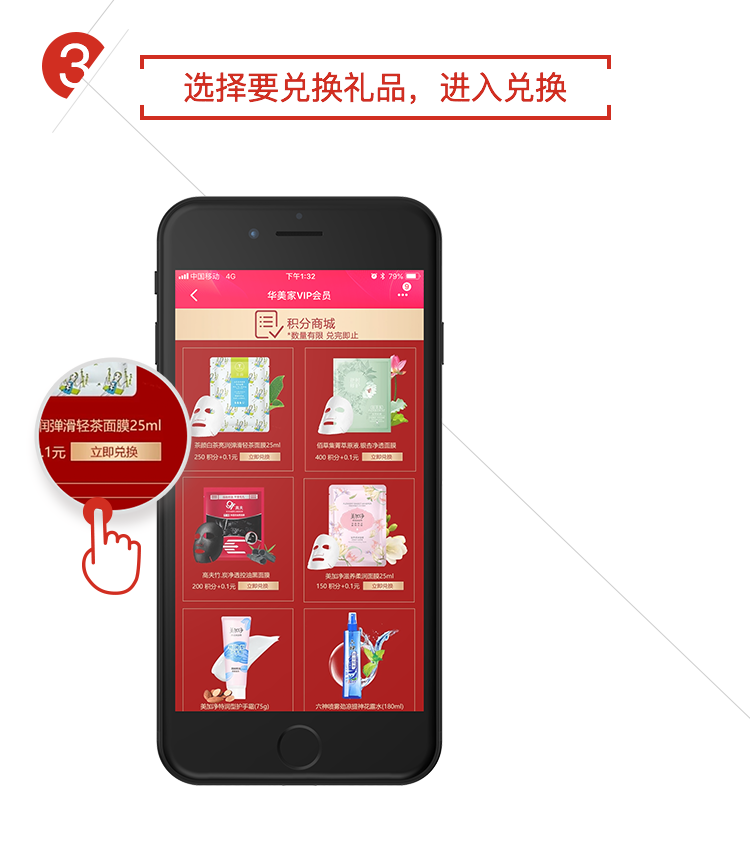 3
选择要兑换礼品，进入兑换
中国移动 4G 下午1:32 79%
华美家VIP会员
9
积分商城
*数量有限 兑完即止
茶颜白茶亮润弹滑轻茶面膜25ml
250 积分+0.1元 立即兑换
佰草集菁萃原液.银杏净透面膜
400 积分+0.1元 立即兑换
润弹滑轻茶面膜25ml
.1元 立即兑换
高夫竹.炭净透控油黑面膜
200 积分+0.1元 立即兑换
美加净滋养柔润面膜25ml
150 积分+0.1元 立即兑换
美加净特润型护手霜(75g)
六神喷雾劲凉提神花露水(180ml)